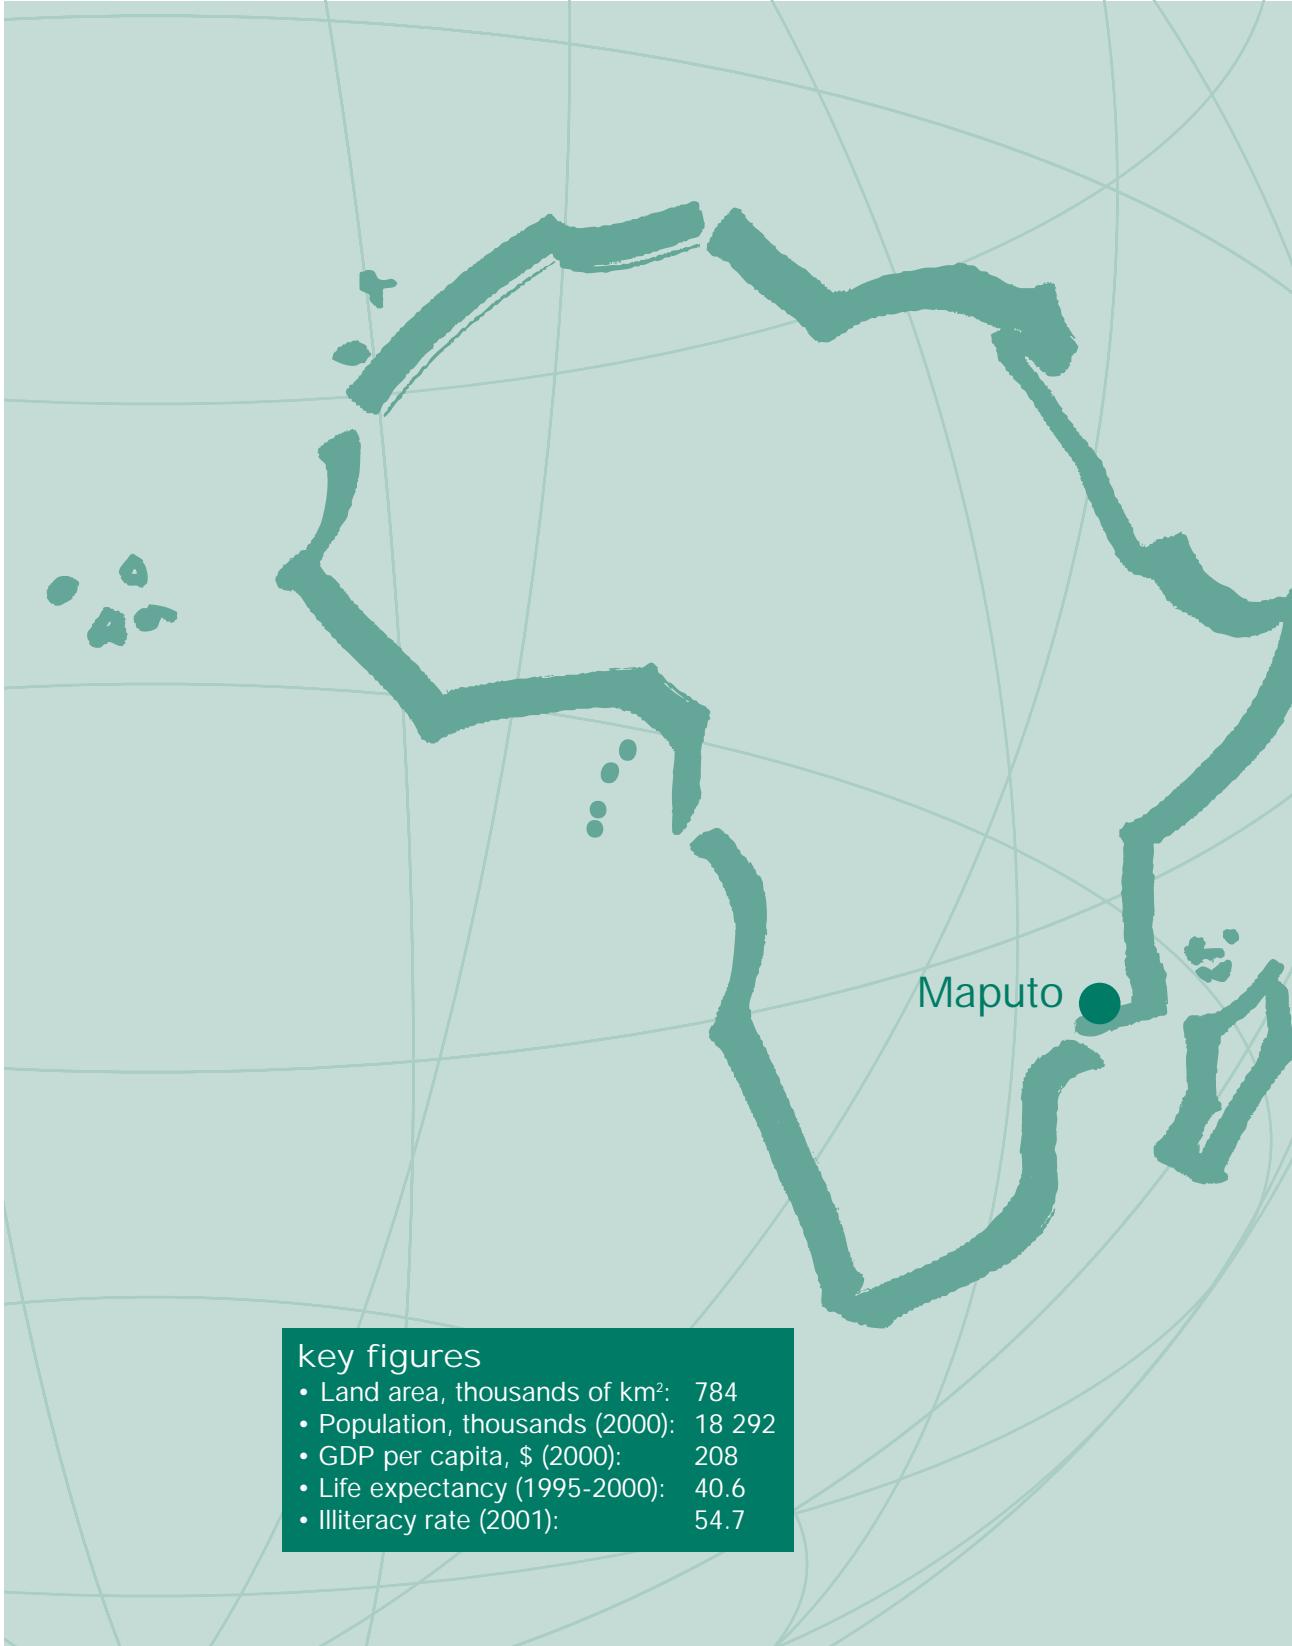 Maputo
key figures
• Land area, thousands of km²: 784
• Population, thousands (2000): 18 292
• GDP per capita, $ (2000): 208
• Life expectancy (1995-2000): 40.6
• Illiteracy rate (2001): 54.7